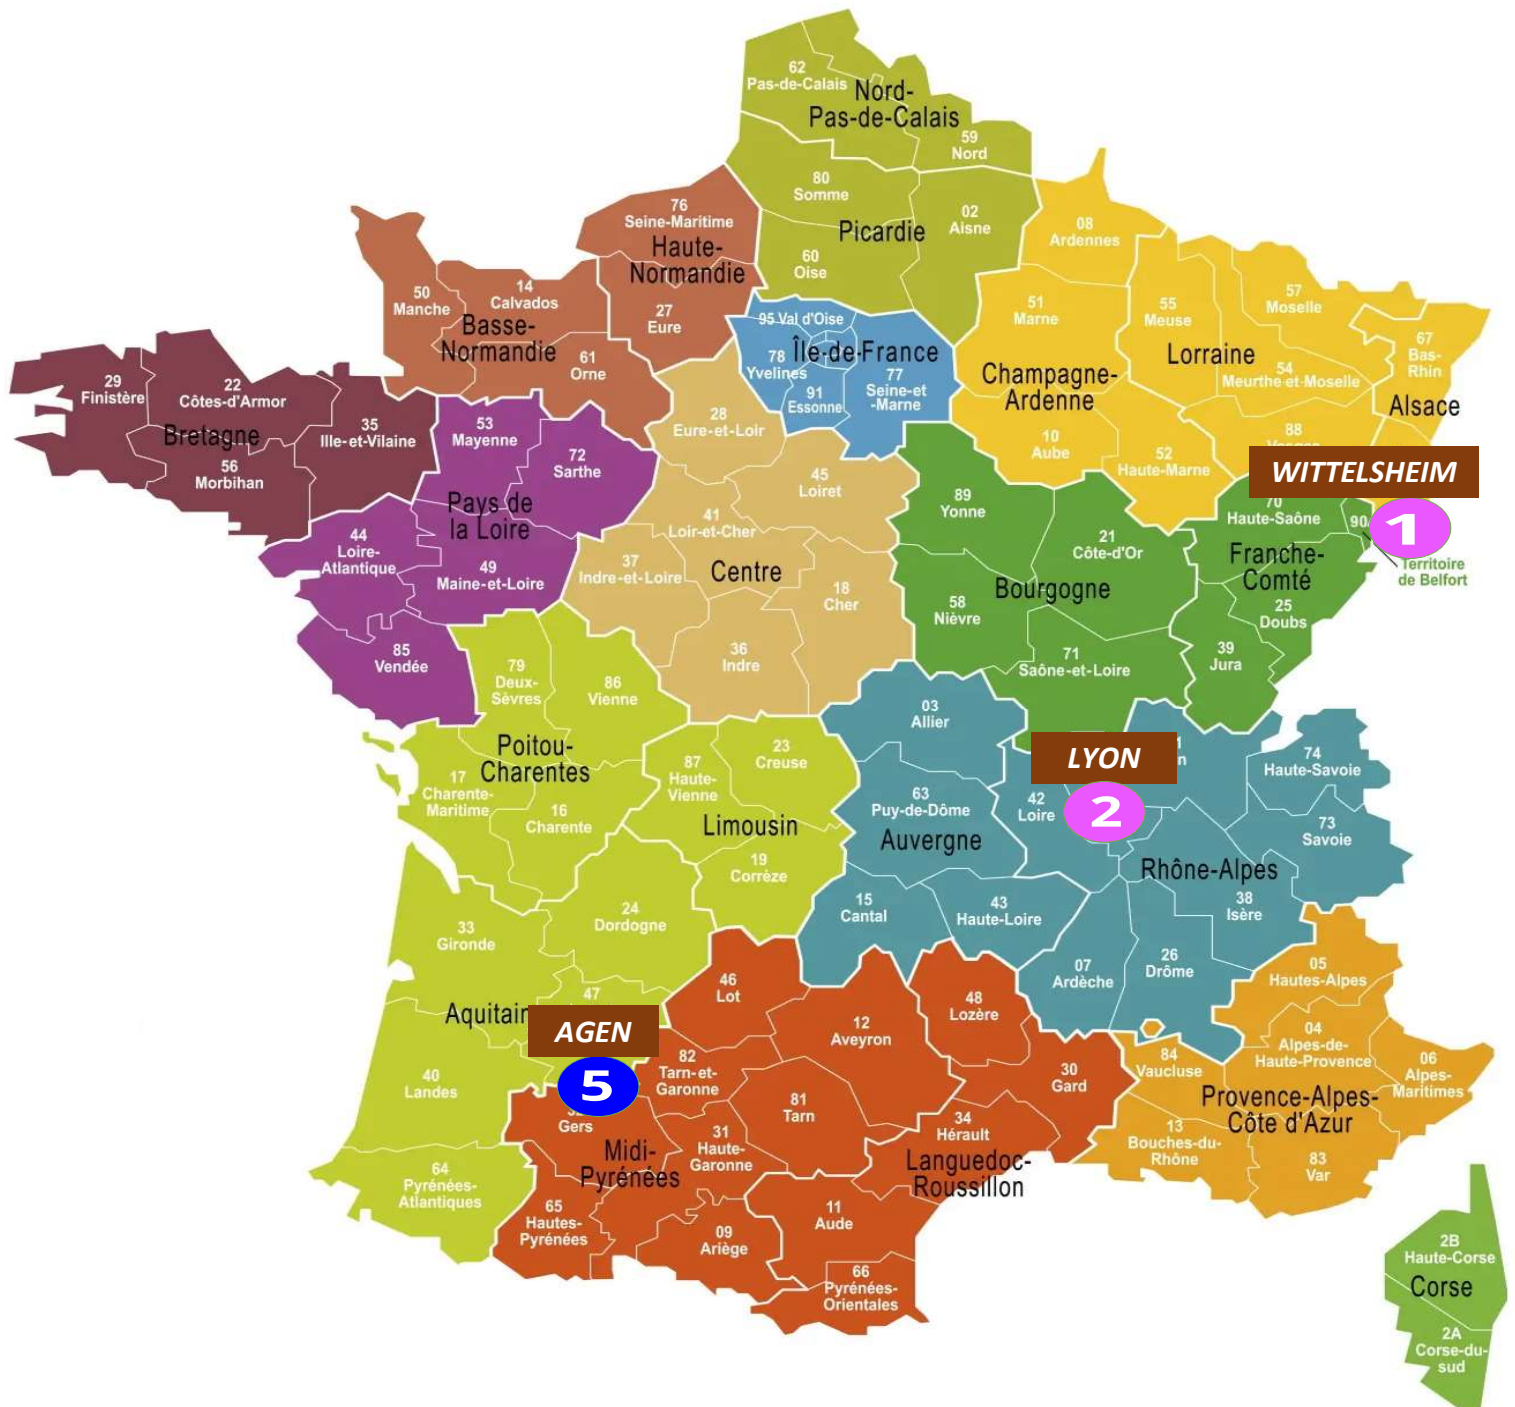 62
Pas-de-Calais
Nord-
Pas-de-Calais
59
Nord
80
Somme
02
Aisne
Picardie
60
Oise
76
Seine-Maritime
Haute-
Normandie
27
Eure
50
Manche
14
Calvados
Basse-
Normandie
61
Orne
08
Ardennes
51
Marne
55
Meuse
57
Moselle
67
Bas-
Rhin
Lorraine
54
Meurthe et Moselle
Champagne-
Ardenne
Alsace
88
10
Aube
52
Haute-Marne
95 Val d'Oise
Île-de-France
78
Yvelines
91
Essonne
77
Seine-et
-Marne
29
Finistère
22
Côtes-d'Armor
Bretagne
35
Ille-et-Vilaine
56
Morbihan
53
Mayenne
72
Sarthe
Pays de
la Loire
44
Loire-
Atlantique
49
Maine-et-Loire
85
Vendée
28
Eure-et-Loir
45
Loiret
41
Loir-et-Cher
37
Indre-et-Loire
Centre
18
Cher
36
Indre
89
Yonne
21
Côte-d'Or
Bourgogne
58
Nièvre
71
Saône-et-Loire
WITTELSHEIM
1
70
Haute-Saône
90
Franche-
Comté
Territoire
de Belfort
25
Doubs
39
Jura
79
Deux-
Sèvres
86
Vienne
Poitou-
Charentes
17
Charente-
Maritime
16
Charente
87
Haute-
Vienne
23
Creuse
Limousin
19
Corrèze
03
Allier
63
Puy-de-Dôme
Auvergne
15
Cantal
43
Haute-Loire
LYON
2
42
Loire
74
Haute-Savoie
73
Savoie
Rhône-Alpes
38
Isère
07
Ardèche
26
Drôme
33
Gironde
24
Dordogne
47
Aquitain
AGEN
5
40
Landes
64
Pyrénées-
Atlantiques
46
Lot
12
Aveyron
82
Tarn-et-
Garonne
81
Tarn
Gers
31
Haute-
Garonne
Midi-
Pyrénées
65
Hautes-
Pyrénées
09
Ariège
48
Lozère
30
Gard
34
Hérault
Languedoc-
Roussillon
11
Aude
66
Pyrénées-
Orientales
05
Hautes-Alpes
04
Alpes-de-
Haute-Provence
06
Alpes-
Maritimes
84
Vaucluse
Provence-Alpes-
Côte d'Azur
13
Bouches-du-
Rhône
83
Var
2B
Haute-Corse
Corse
2A
Corse-du-
sud